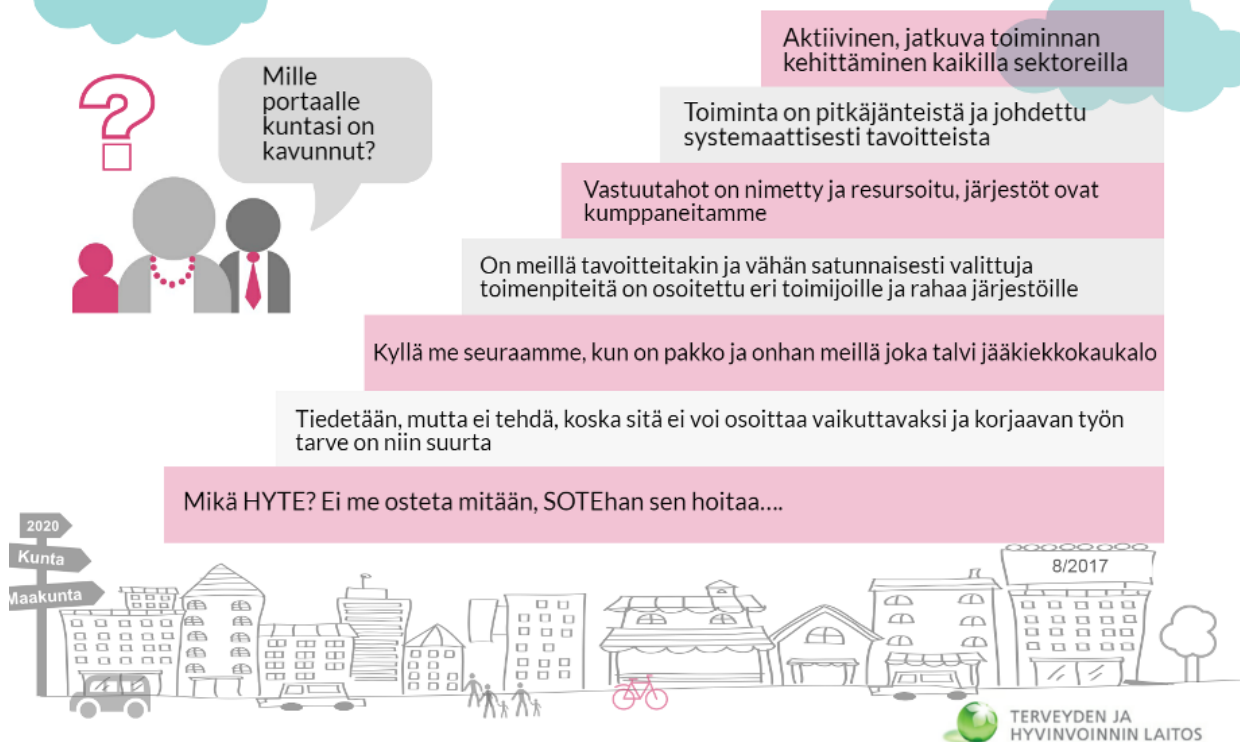 Mille
portaalle
kuntasi on
kavunnut?
Aktiivinen, jatkuva toiminnan
kehittäminen kaikilla sektoreilla
Toiminta on pitkäjänteistä ja johdettu
systemaattisesti tavoitteista
Vastuutahot on nimetty ja resursoitu, järjestöt ovat
kumppaneitamme
On meillä tavoitteitakin ja vähän satunnaisesti valittuja
toimenpiteitä on osoitettu eri toimijoille ja rahaa järjestöille
Kyllä me seuraamme, kun on pakko ja onhan meillä joka talvi jääkiekkokaukalo
Tiedetään, mutta ei tehdä, koska sitä ei voi osoittaa vaikuttavaksi ja korjaavan työn
tarve on niin suurta
Mikä HYTE? Ei me osteta mitään, SOTEhan sen hoitaa....
2020
Kunta
Maakunta
8/2017
TERVEYDEN JA
HYVINVOINNIN LAITOS